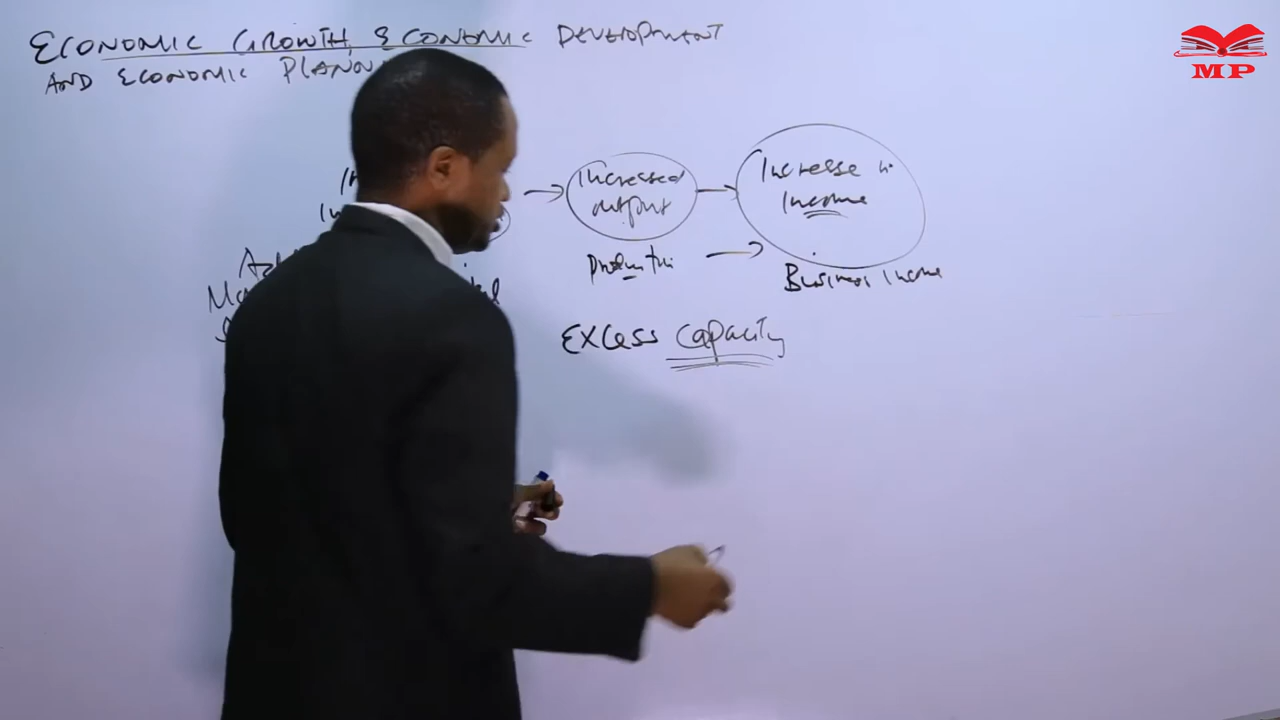 ECONOMIC GROWTH, ECONOMIC DEVELOPMENT
AND ECONOMIC
Increased
output
Increase in
Income
Production
Business Income
Excess capacity
MP